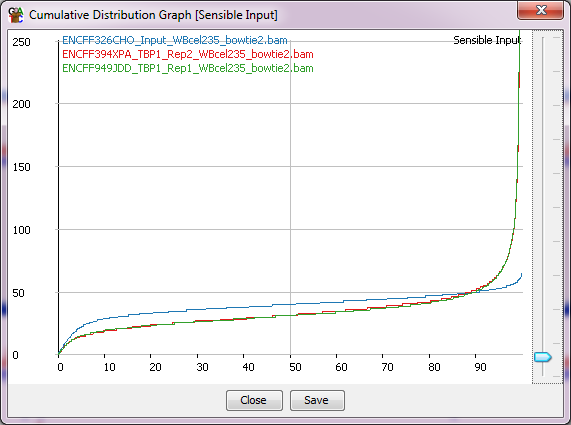 Cumulative Distribution Graph [Sensible Input]
ENCFF326CHO_Input_WBcel235_bowtie2.bam
Sensible Input
ENCFF394XPA_TBP1_Rep2_WBcel235_bowtie2.bam
ENCFF949JDD_TBP1_Rep1_WBcel235_bowtie2.bam
250
200
150
100
50
0
0 10 20 30 40 50 60 70 80 90
Close Save